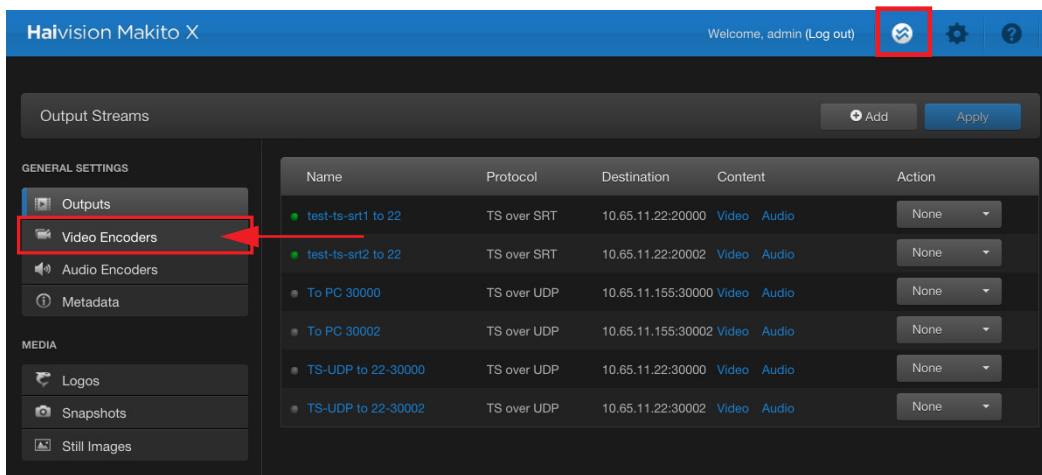 Haivision Makito X
Welcome, admin (Log out)
Output Streams
Add
Apply
GENERAL SETTINGS
Outputs
Video Encoders
Audio Encoders
Metadata
MEDIA
Logos
Snapshots
Still Images
Name Protocol Destination Content Action
test-ts-srt1 to 22 TS over SRT 10.65.11.22:20000 Video Audio None
test-ts-srt2 to 22 TS over SRT 10.65.11.22:20002 Video Audio None
To PC 30000 TS over UDP 10.65.11.155:30000 Video Audio None
To PC 30002 TS over UDP 10.65.11.155:30002 Video Audio None
TS-UDP to 22-30000 TS over UDP 10.65.11.22:30000 Video Audio None
TS-UDP to 22-30002 TS over UDP 10.65.11.22:30002 Video Audio None